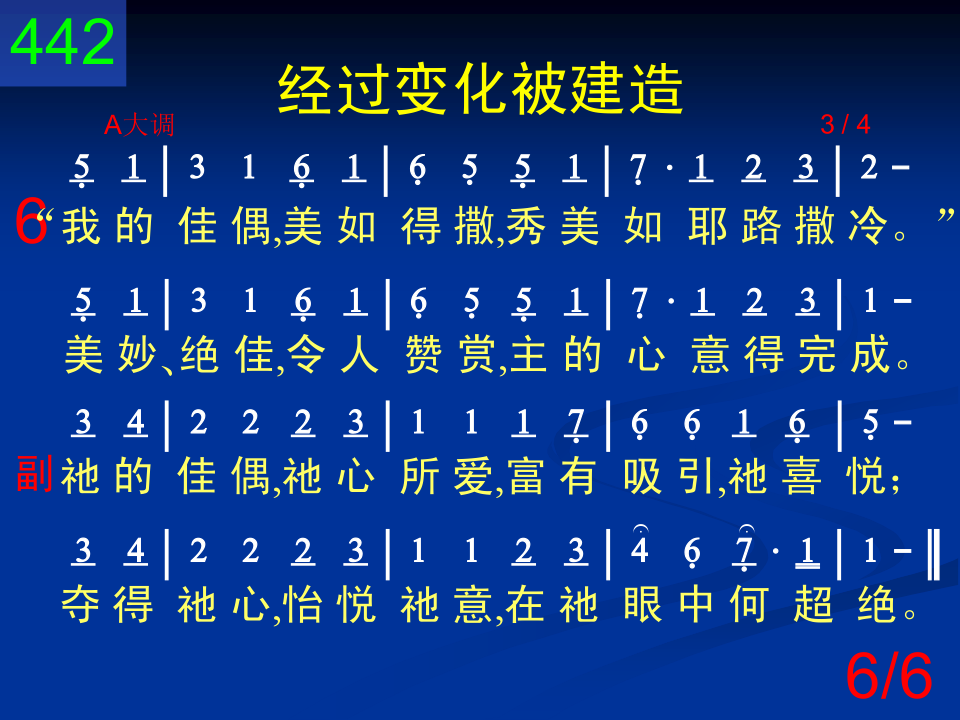 442
经过变化被建造
A大调 3 / 4
5 1 | 3 1 6 1 | 6 5 5 1 | 7 · 1 2 3 | 2 -
6 “我 的 佳 偶,美 如 得 撒,秀 美 如 耶 路 撒 冷。”
5 1 | 3 1 6 1 | 6 5 5 1 | 7 · 1 2 3 | 1 -
美 妙、绝 佳,令 人 赞 赏,主 的 心 意 得 完 成。
3 4 | 2 2 2 3 | 1 1 1 7 | 6 6 1 6 | 5 -
副 祂 的 佳 偶,祂 心 所 爱,富 有 吸 引,祂 喜 悦;
3 4 | 2 2 2 3 | 1 1 2 3 | 4 6 7 · 1 | 1 - ‖
夺 得 祂 心,怡 悦 祂 意,在 祂 眼 中 何 超 绝。
6/6